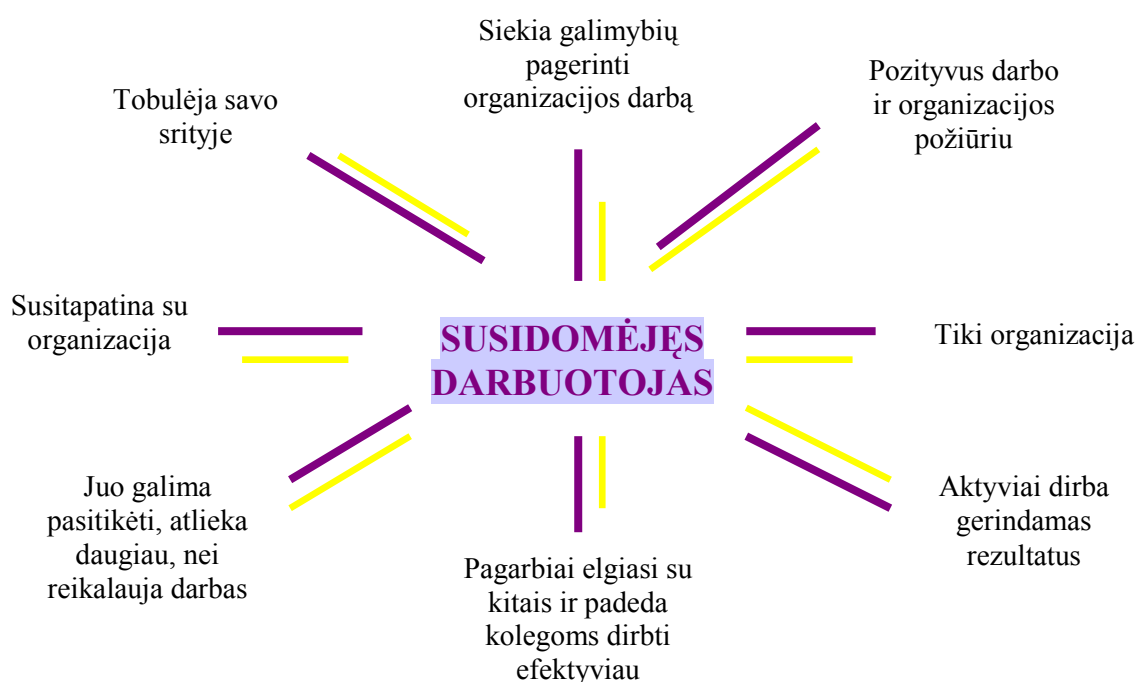 Siekia galimybių
pagerinti
organizacijos darbą
Pozityvus darbo
ir organizacijos
požiūriu
Tobulėja savo
srityje
Susitapatina su
organizacija
SUSIDOMĖJĘS
DARBUOTOJAS
Tiki organizacija
Juo galima
pasitikėti, atlieka
daugiau, nei
reikalauja darbas
Aktyviai dirba
gerindamas
rezultatus
Pagarbiai elgiasi su
kitais ir padeda
kolegoms dirbti
efektyviau